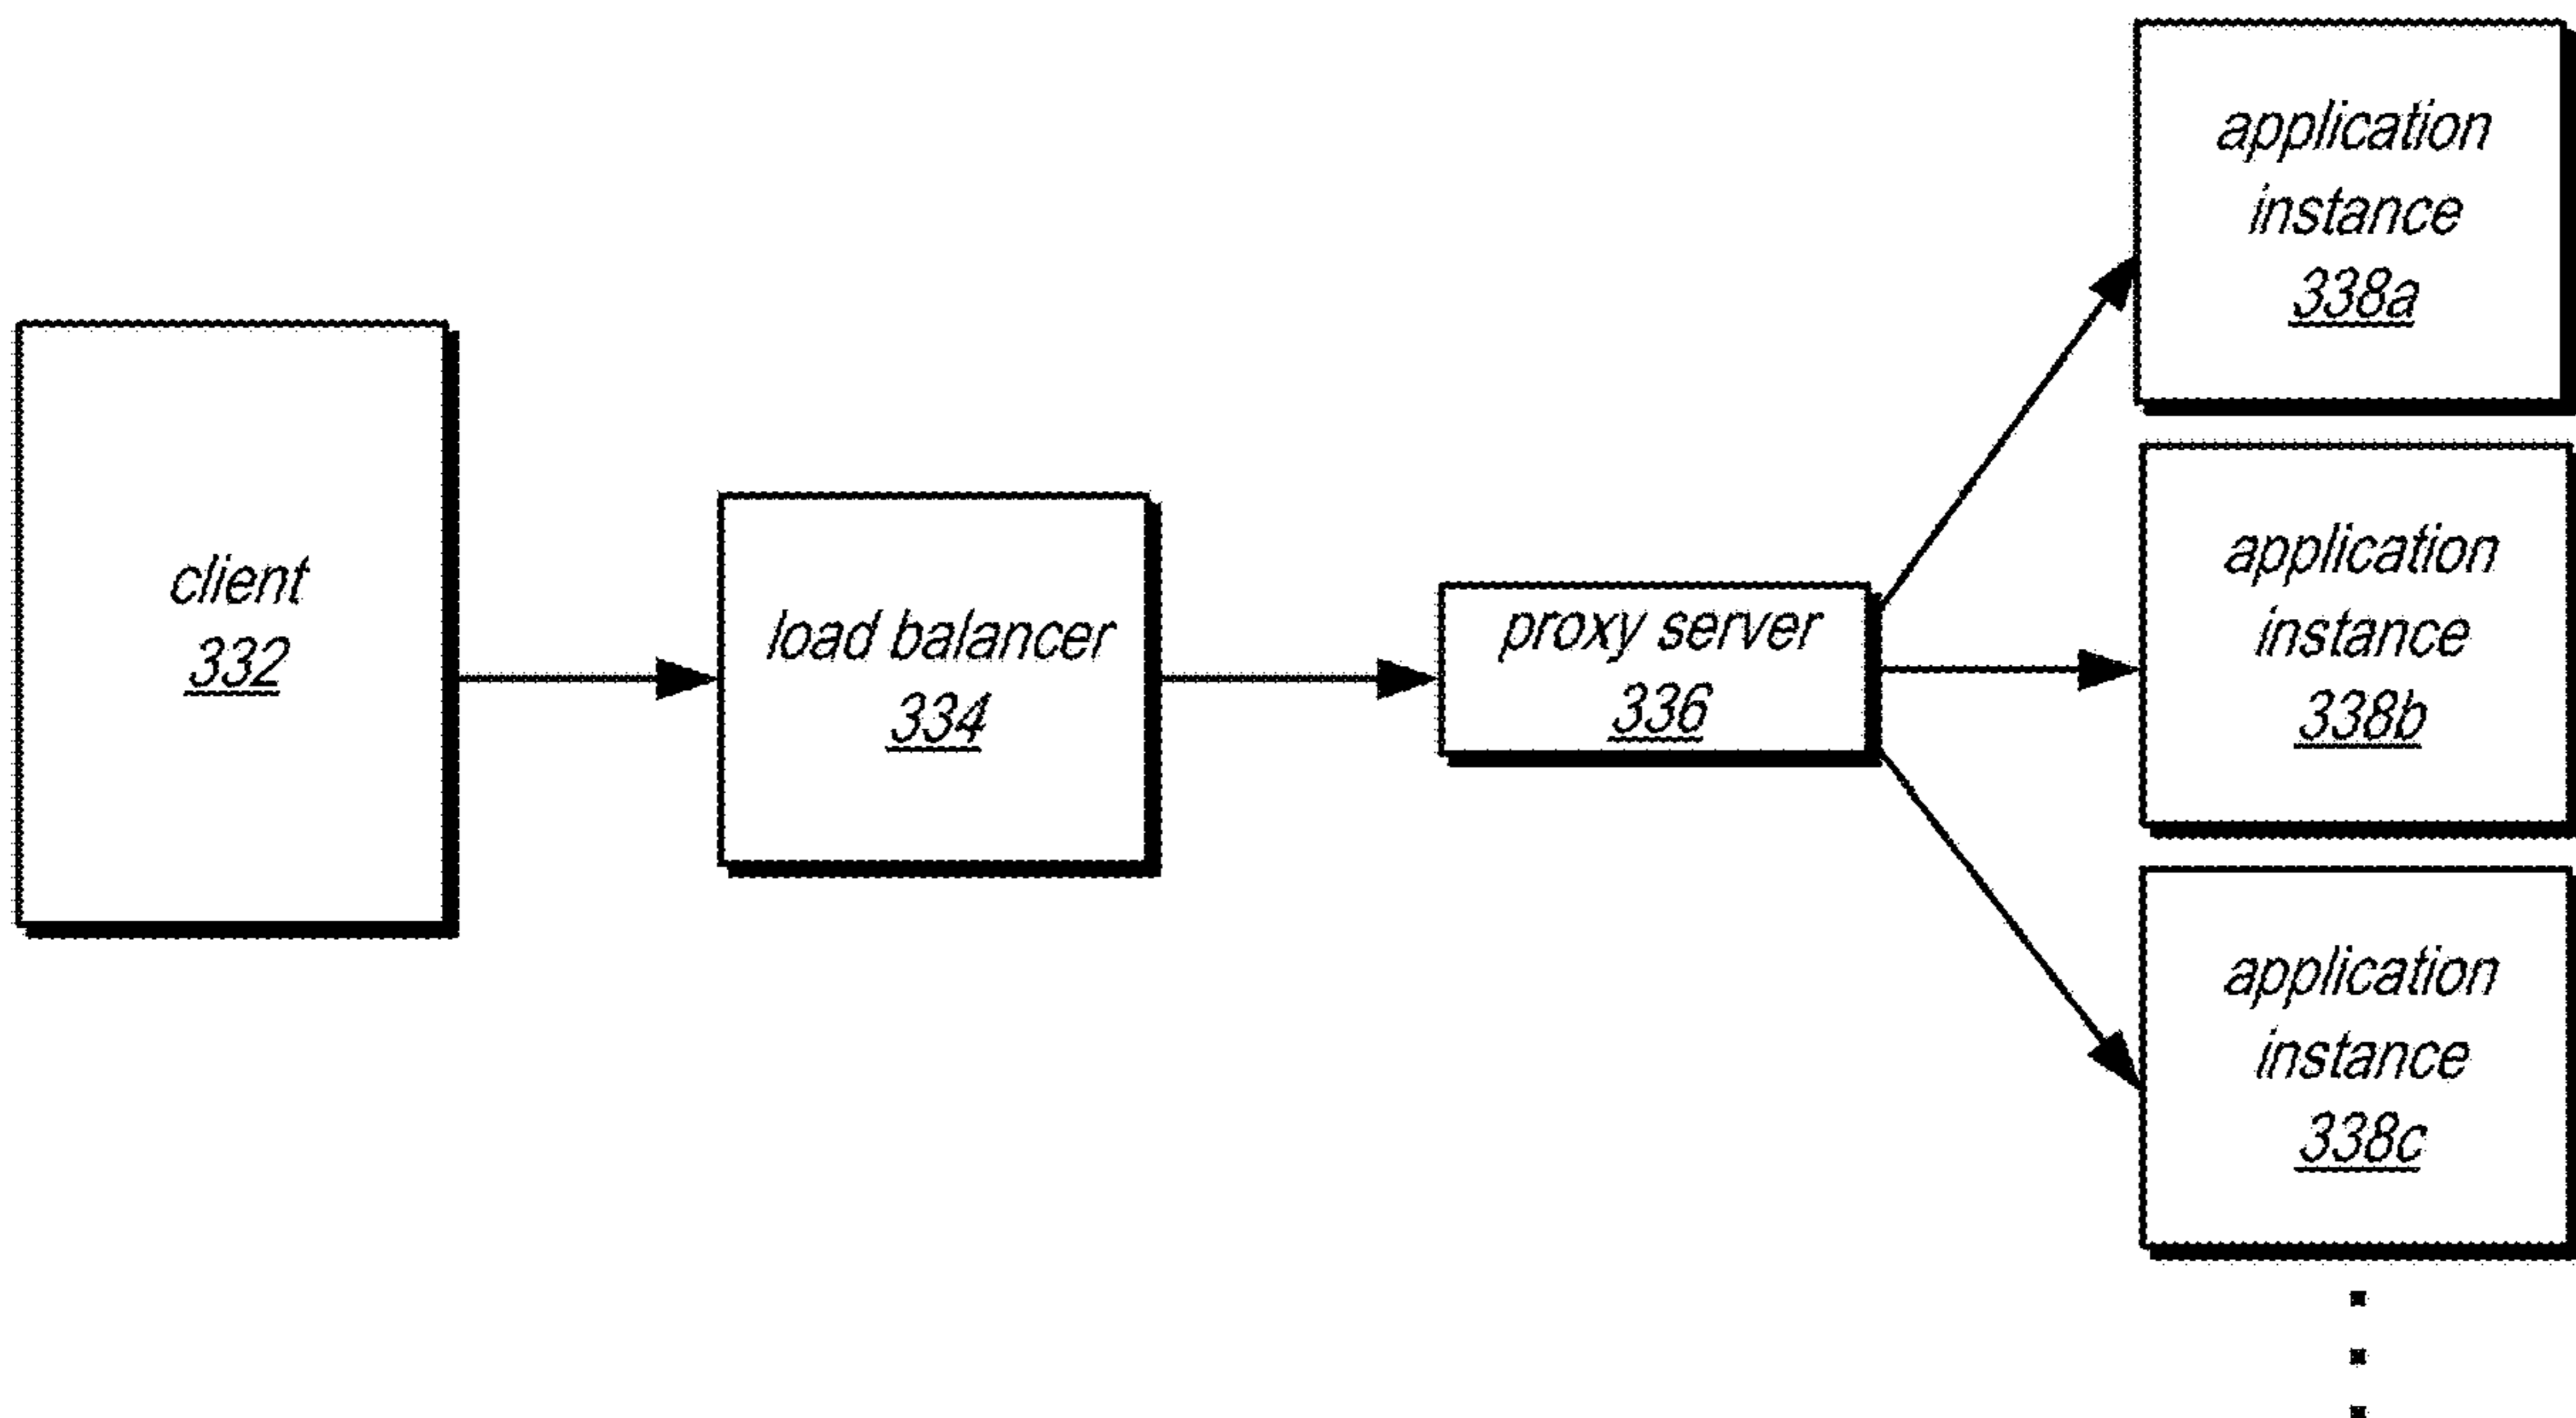 client
332
load balancer
334
proxy server
336
application
instance
338a
application
instance
338b
application
instance
338c